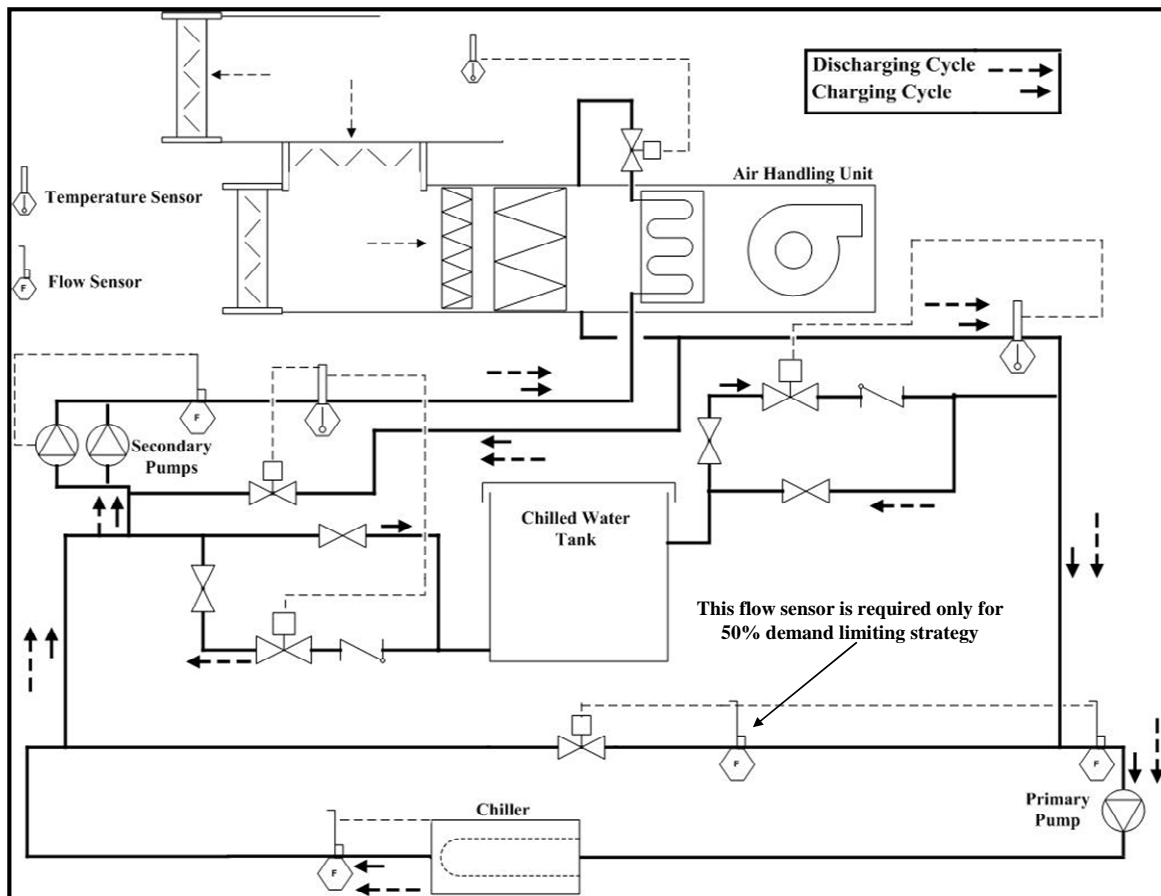 Discharging Cycle
Charging Cycle
Air Handling Unit
Temperature Sensor
F
Flow Sensor
F
Secondary
Pumps
Chilled Water
Tank
This flow sensor is required only for
50% demand limiting strategy
F
F
Primary
Pump
Chiller
F